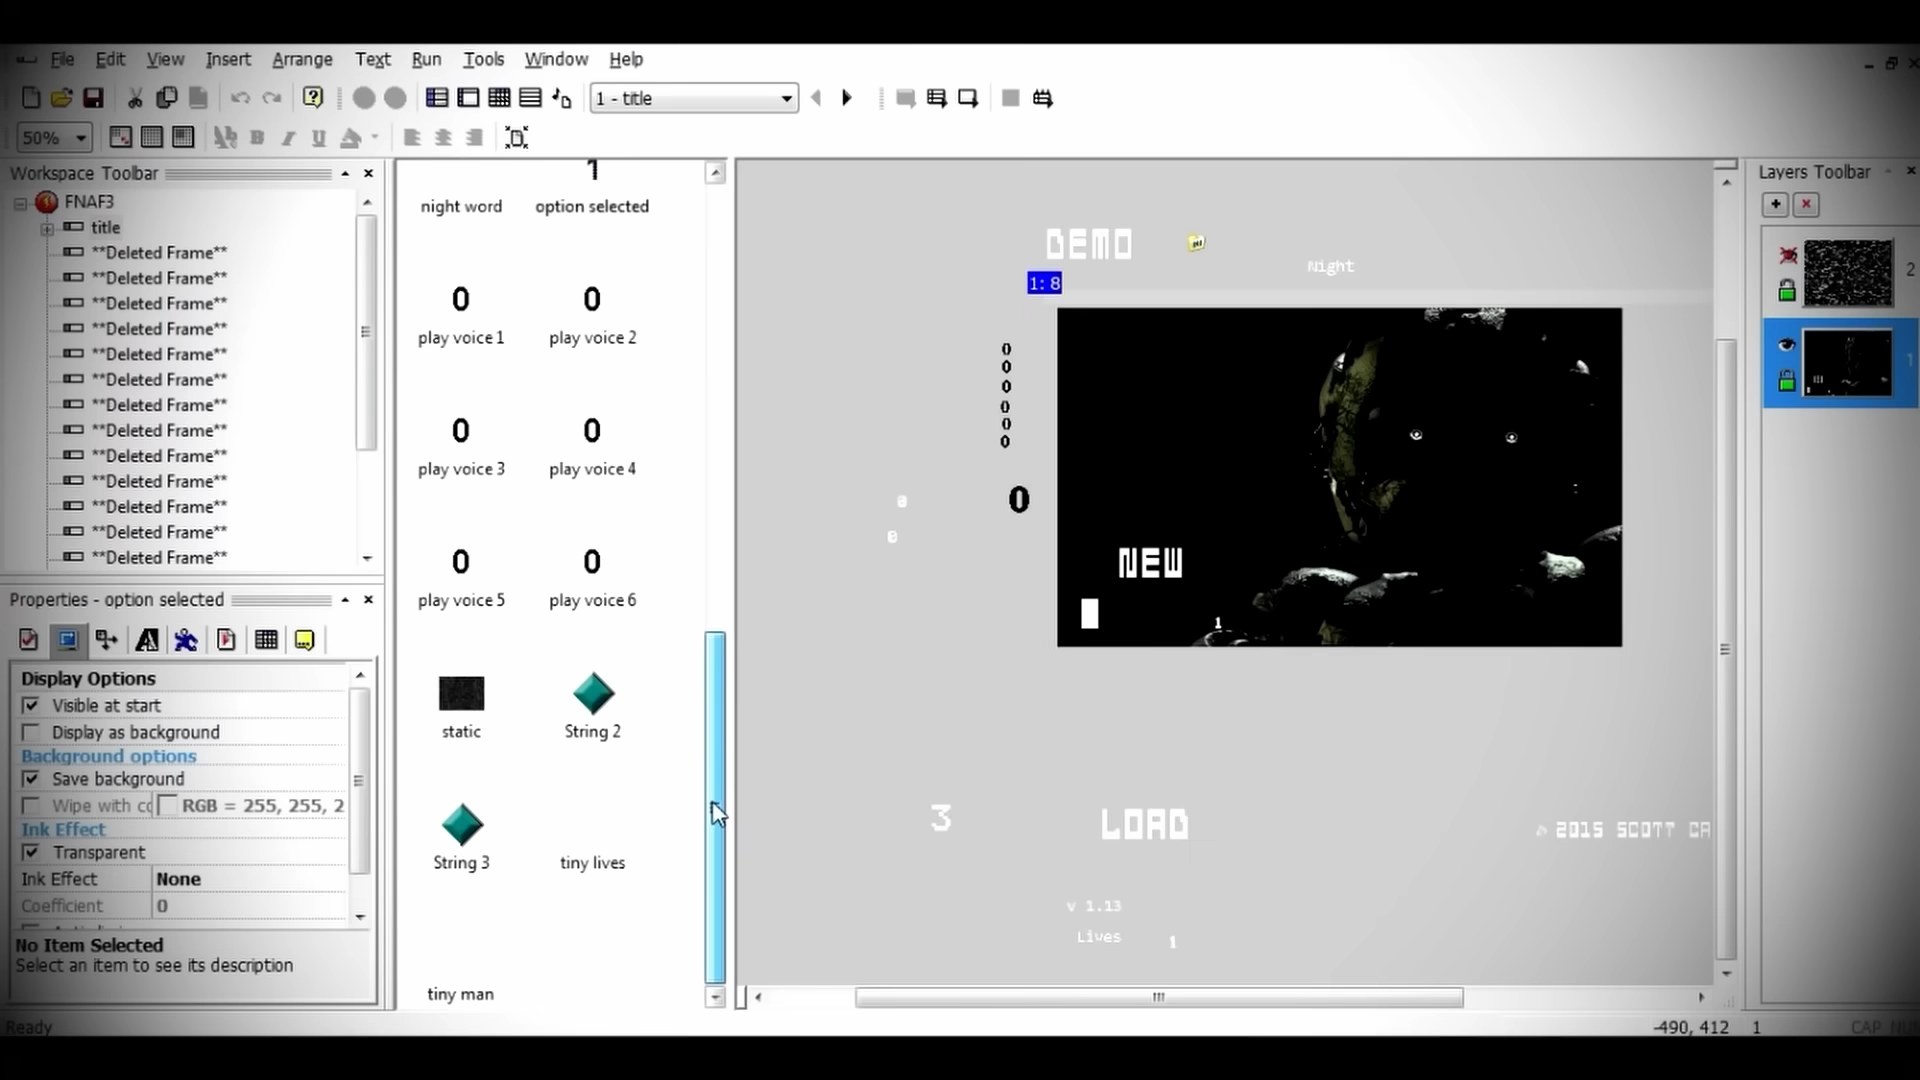 File Edit View Insert Arrange Text Run Tools Window Help
1 - title
50%
Workspace Toolbar
FNAF3
title
**Deleted Frame**
**Deleted Frame**
**Deleted Frame**
**Deleted Frame**
**Deleted Frame**
**Deleted Frame**
**Deleted Frame**
**Deleted Frame**
**Deleted Frame**
**Deleted Frame**
**Deleted Frame**
**Deleted Frame**
**Deleted Frame**
Properties - option selected
Display Options
Visible at start
Display as background
Background options
Save background
Wipe with co RGB = 255, 255, 2
Ink Effect
Transparent
Ink Effect None
Coefficient 0
No Item Selected
Select an item to see its description
Ready
1
night word option selected
0 0
play voice 1 play voice 2
0 0
play voice 3 play voice 4
0 0
play voice 5 play voice 6
static String 2
String 3 tiny lives
tiny man
DEMO
Night
1: 8
0
0
0
0
0
0
0
0
0
NEW
1
3
LOAD
2015 SCOTT CA
v 1.13
Lives 1
Layers Toolbar
2
1
-490, 412 1 CAP NU